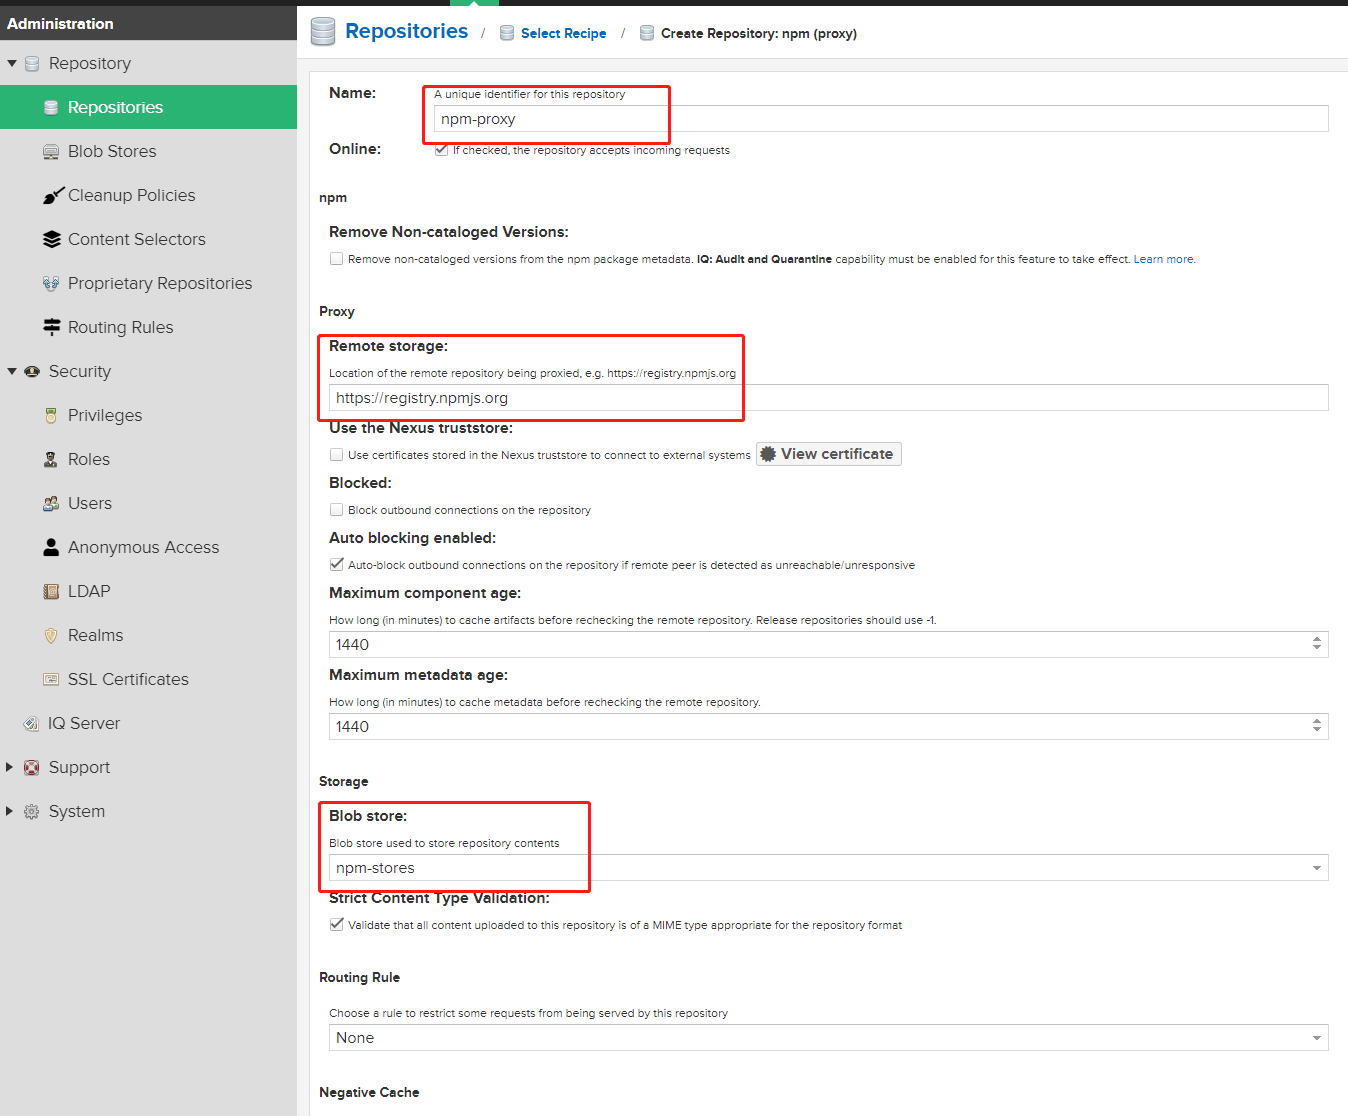 Administration
Repository
Repositories
Blob Stores
Cleanup Policies
Content Selectors
Proprietary Repositories
Routing Rules
Security
Privileges
Roles
Users
Anonymous Access
LDAP
Realms
SSL Certificates
IQ Server
Support
System
Repositories / Select Recipe / Create Repository: npm (proxy)
Name: A unique identifier for this repository
npm-proxy
Online: If checked, the repository accepts incoming requests
npm
Remove Non-cataloged Versions:
Remove non-cataloged versions from the npm package metadata. IQ: Audit and Quarantine capability must be enabled for this feature to take effect. Learn more.
Proxy
Remote storage:
Location of the remote repository being proxied, e.g. https://registry.npmjs.org
https://registry.npmjs.org
Use the Nexus truststore:
Use certificates stored in the Nexus truststore to connect to external systems View certificate
Blocked:
Block outbound connections on the repository
Auto blocking enabled:
Auto-block outbound connections on the repository if remote peer is detected as unreachable/unresponsive
Maximum component age:
How long (in minutes) to cache artifacts before rechecking the remote repository. Release repositories should use -1.
1440
Maximum metadata age:
How long (in minutes) to cache metadata before rechecking the remote repository.
1440
Storage
Blob store:
Blob store used to store repository contents
npm-stores
Strict Content Type Validation:
Validate that all content uploaded to this repository is of a MIME type appropriate for the repository format
Routing Rule
Choose a rule to restrict some requests from being served by this repository
None
Negative Cache